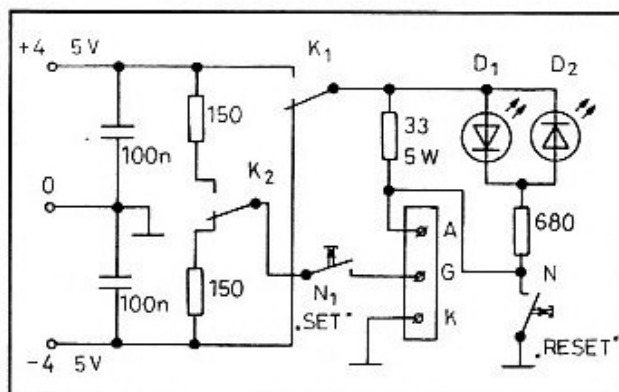 +4 5V
K1
D1
D2
150
33
5W
100n
0
K2
A
680
G
N
100n
150
N1
.SET"
K
-4 5V
.RESET"